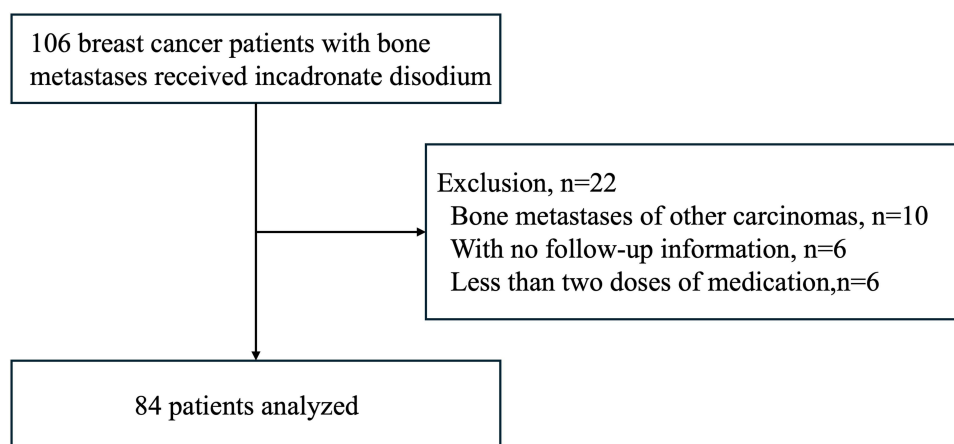 106 breast cancer patients with bone
metastases received incadronate disodium
Exclusion, n=22
Bone metastases of other carcinomas, n=10
With no follow-up information, n=6
Less than two doses of medication,n=6
84 patients analyzed